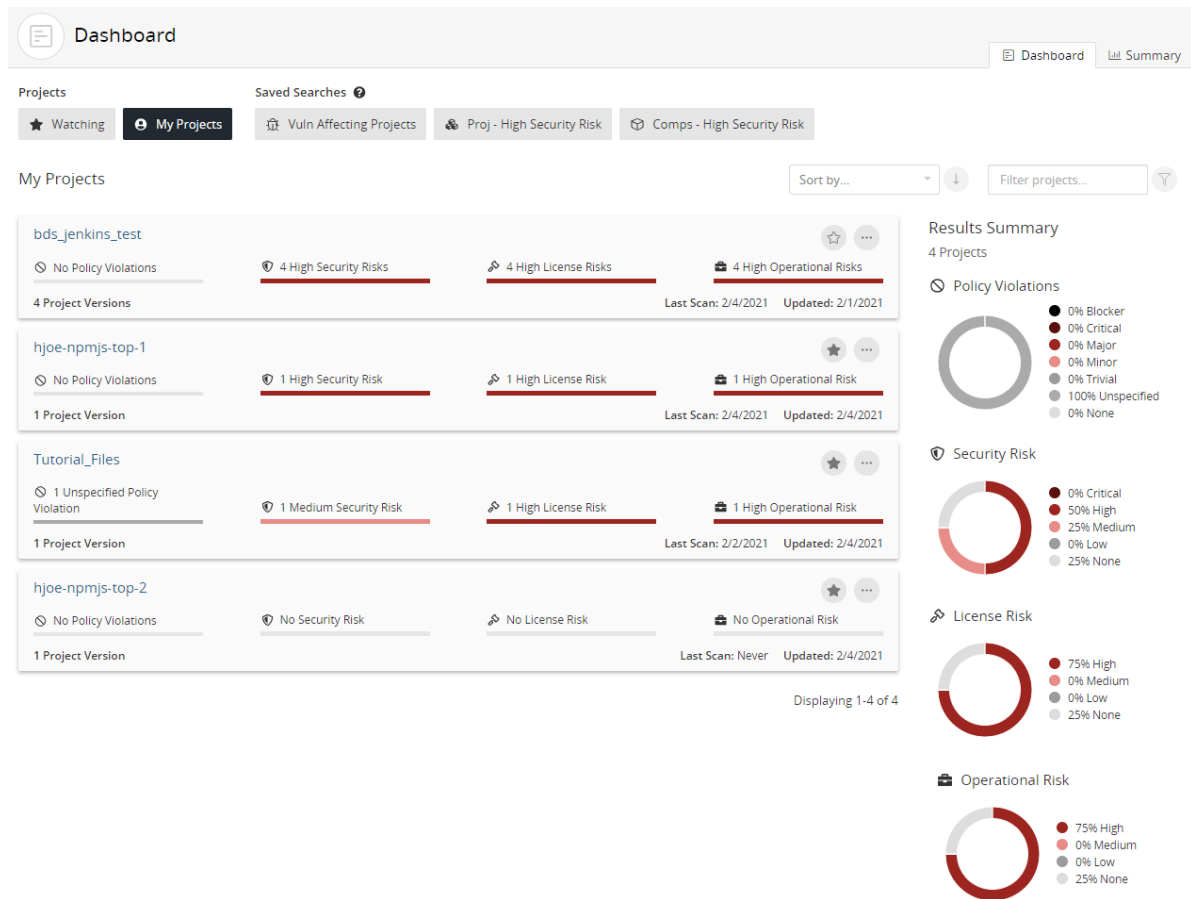 Dashboard
Dashboard
Summary
Projects
Saved Searches
Watching
My Projects
Vuln Affecting Projects
Proj - High Security Risk
Comps - High Security Risk
My Projects
Sort by...
Filter projects...
bds_jenkins_test
No Policy Violations
4 High Security Risks
4 High License Risks
4 High Operational Risks
4 Project Versions
Last Scan: 2/4/2021 Updated: 2/1/2021
hjoe-npmjs-top-1
No Policy Violations
1 High Security Risk
1 High License Risk
1 High Operational Risk
1 Project Version
Last Scan: 2/4/2021 Updated: 2/4/2021
Tutorial_Files
1 Unspecified Policy
Violation
1 Medium Security Risk
1 High License Risk
1 High Operational Risk
1 Project Version
Last Scan: 2/2/2021 Updated: 2/4/2021
hjoe-npmjs-top-2
No Policy Violations
No Security Risk
No License Risk
No Operational Risk
1 Project Version
Last Scan: Never Updated: 2/4/2021
Displaying 1-4 of 4
Results Summary
4 Projects
Policy Violations
0% Blocker
0% Critical
0% Major
0% Minor
0% Trivial
100% Unspecified
0% None
Security Risk
0% Critical
50% High
25% Medium
0% Low
25% None
License Risk
75% High
0% Medium
0% Low
25% None
Operational Risk
75% High
0% Medium
0% Low
25% None